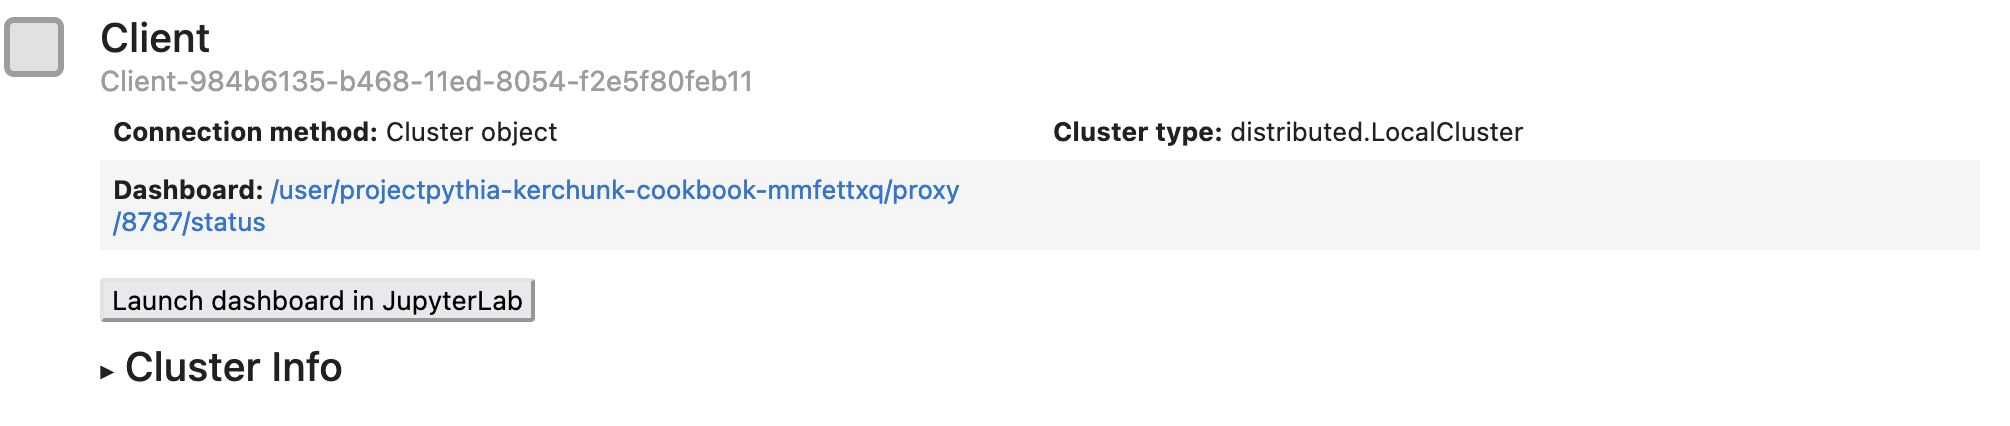 Client
Client-984b6135-b468-11ed-8054-f2e5f80feb11
Connection method: Cluster object
Cluster type: distributed.LocalCluster
Dashboard: /user/projectpythia-kerchunk-cookbook-mmfettxq/proxy
/8787/status
Launch dashboard in JupyterLab
Cluster Info